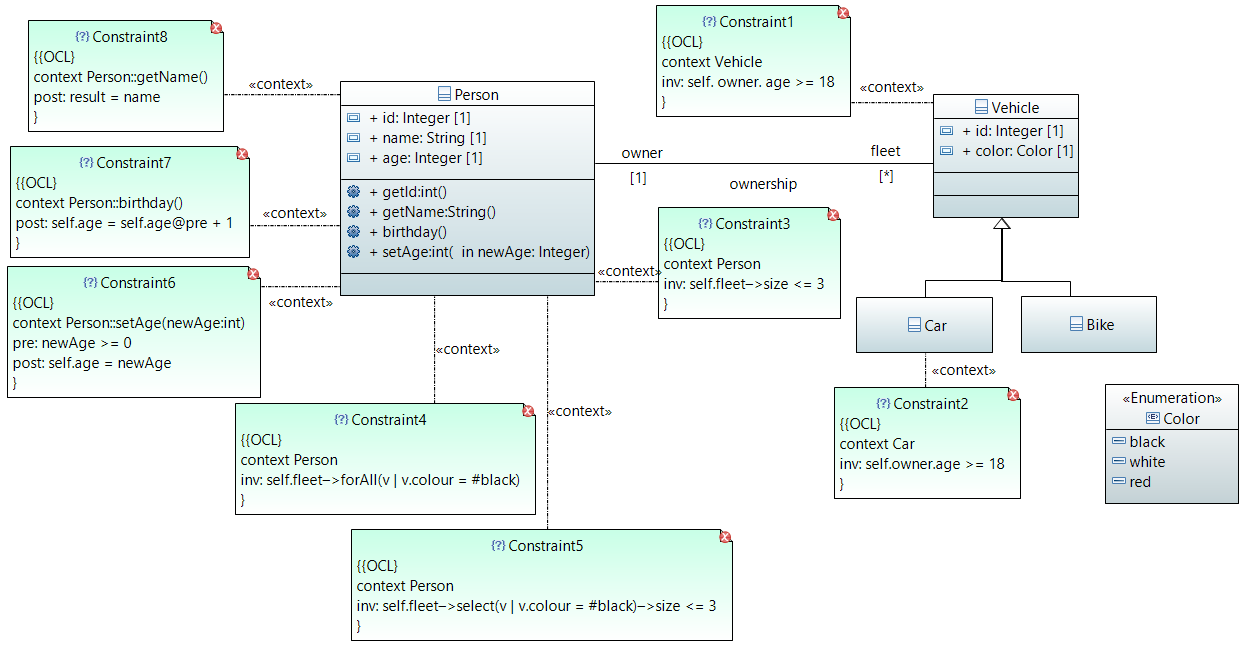 {?} Constraint8
{{OCL}
context Person::getName()
post: result = name
}
«context»
{?} Constraint7
{{OCL}
context Person::birthday()
post: self.age = self.age@pre + 1
}
«context»
{?} Constraint6
{{OCL}
context Person::setAge(newAge:int)
pre: newAge >= 0
post: self.age = newAge
}
«context»
Person
+ id: Integer [1]
+ name: String [1]
+ age: Integer [1]
+ getId:int()
+ getName:String()
+ birthday()
+ setAge:int( in newAge: Integer)
{?} Constraint1
{{OCL}
context Vehicle
inv: self. owner. age >= 18
}
«context»
Vehicle
+ id: Integer [1]
+ color: Color [1]
owner
[1]
ownership
fleet
[*]
«context»
{?} Constraint3
{{OCL}
context Person
inv: self.fleet->size <= 3
}
Car
Bike
«context»
{?} Constraint2
{{OCL}
context Car
inv: self.owner.age >= 18
}
«Enumeration»
Color
black
white
red
«context»
{?} Constraint4
{{OCL}
context Person
inv: self.fleet->forAll(v | v.colour = #black)
}
«context»
{?} Constraint5
{{OCL}
context Person
inv: self.fleet->select(v | v.colour = #black)->size <= 3
}